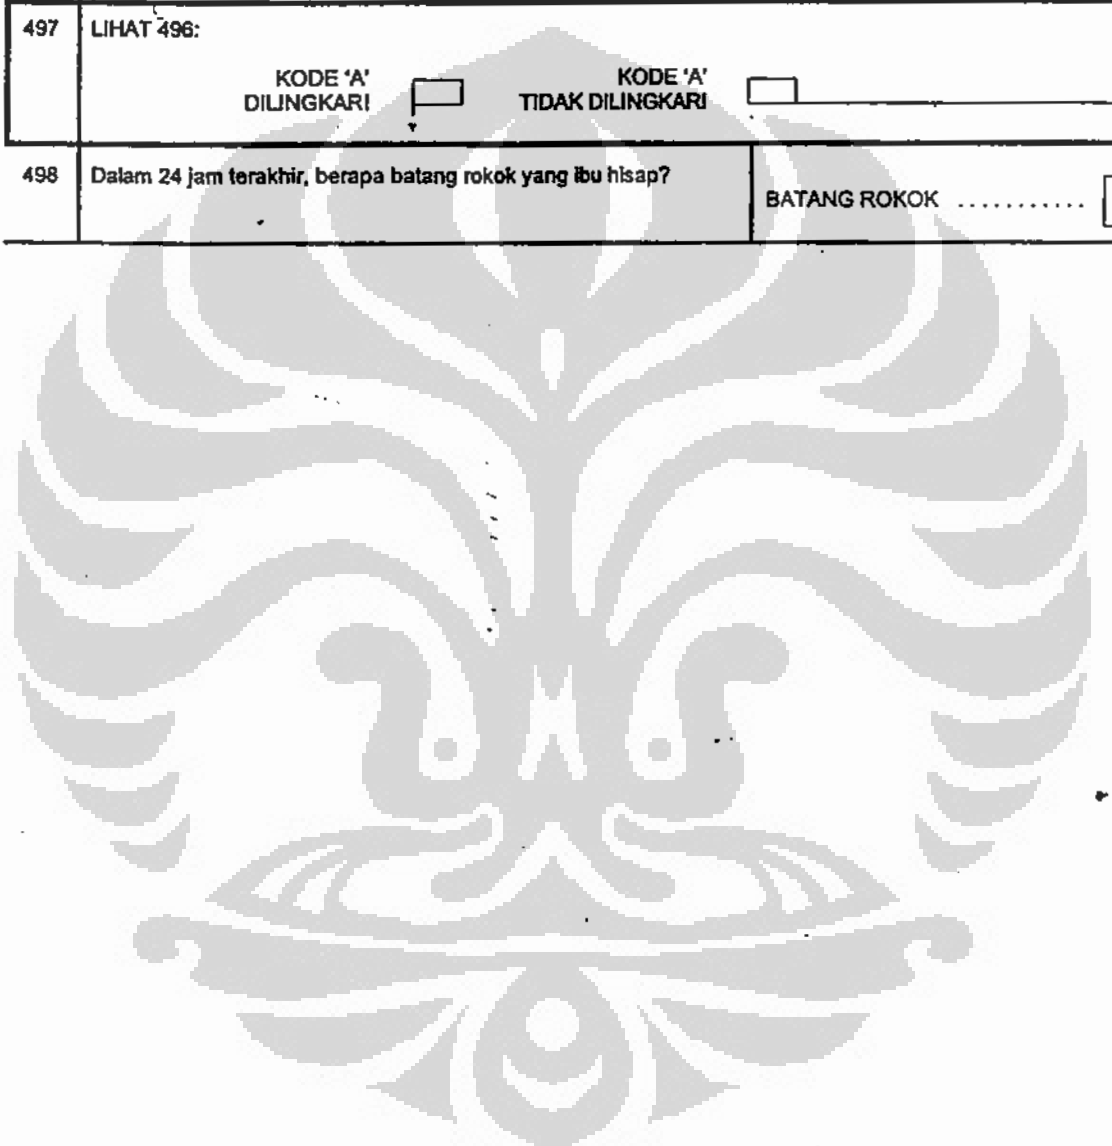 497 LIHAT 496:
KODE 'A' KODE 'A'
DILINGKARI TIDAK DILINGKARI
498 Dalam 24 jam terakhir, berapa batang rokok yang ibu hisap?
BATANG ROKOK ...........